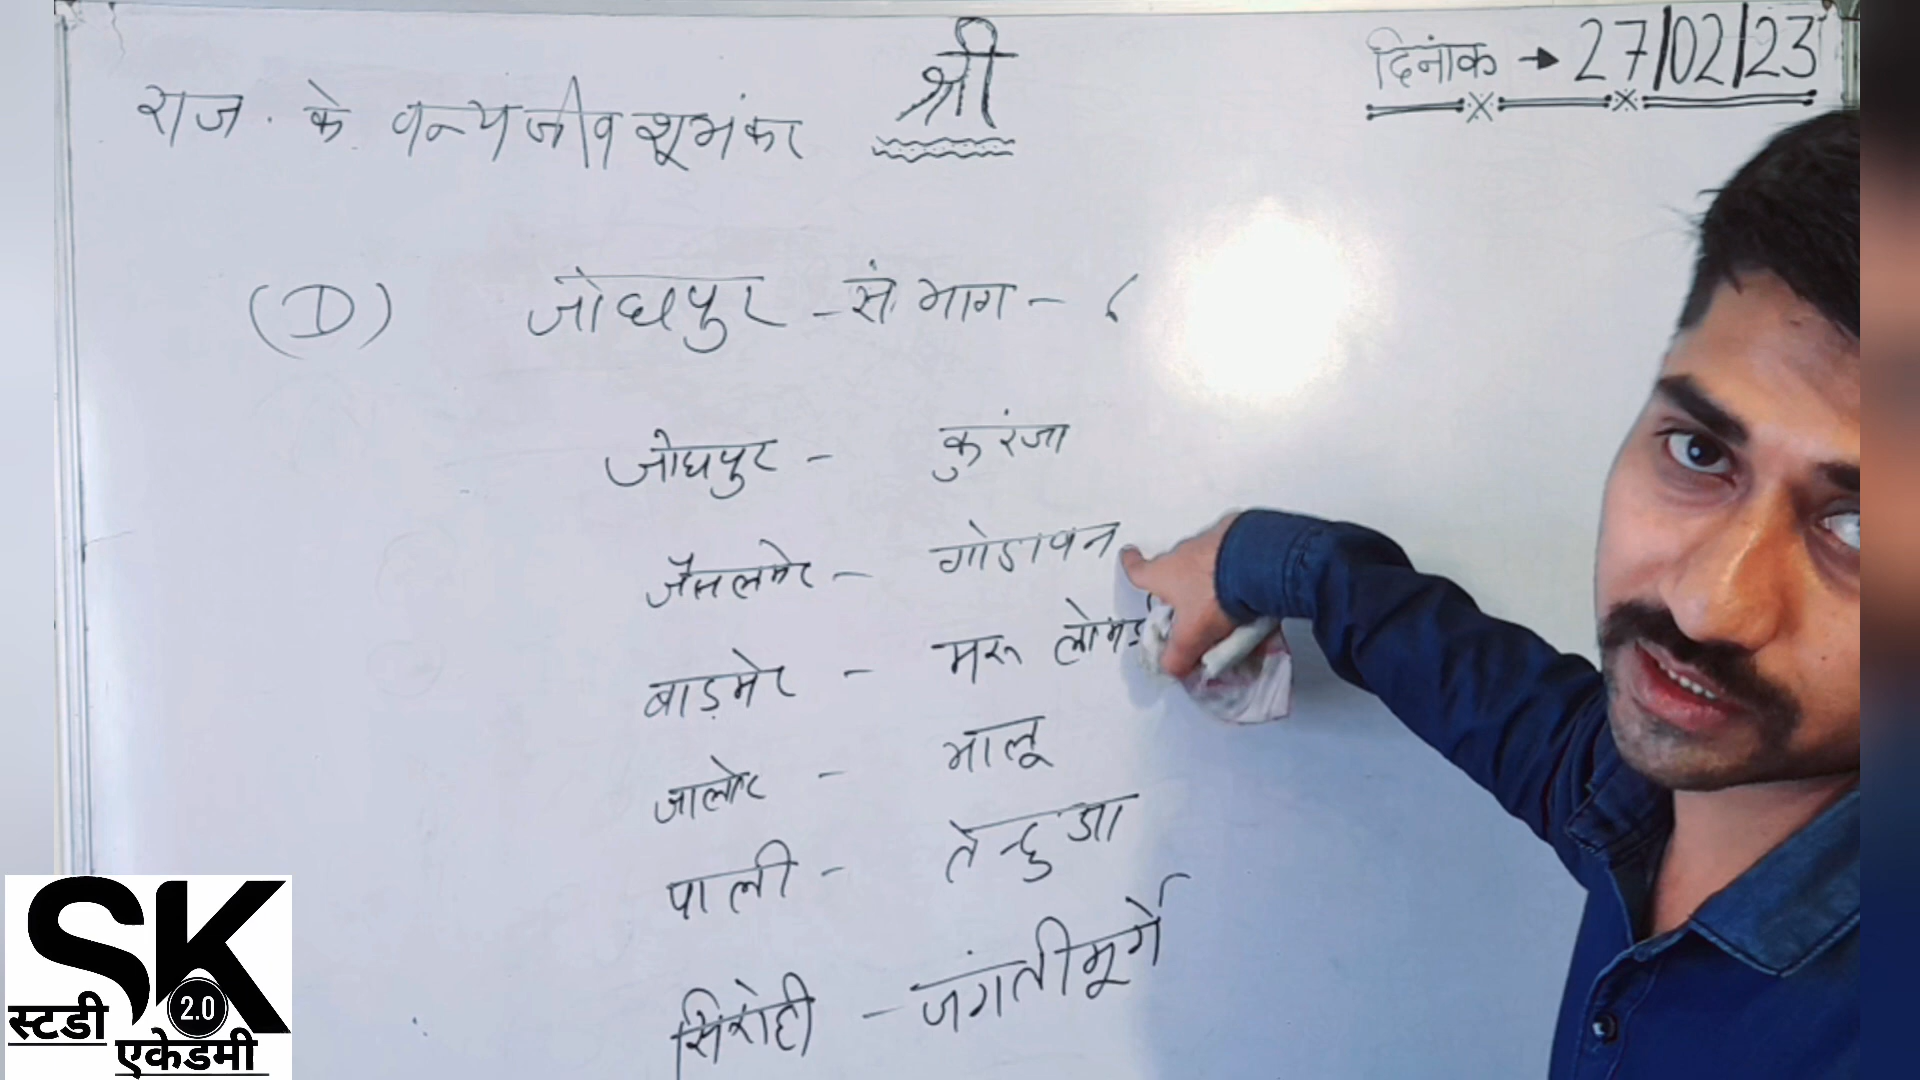 श्री
दिनांक → 27/02/23
राज. के वन्यजीव शूभंकर
(D) जोधपुर - संभाग - (
जोधपुर - कुरंजा
जैसलमेर - गोडावन
बाड़मेर - मरू लोमड
जालोर - भालू
पाली - तेन्दुआ
सिरोही - जंगली मूर्गे
SK
2.0
स्टडी
एकेडमी